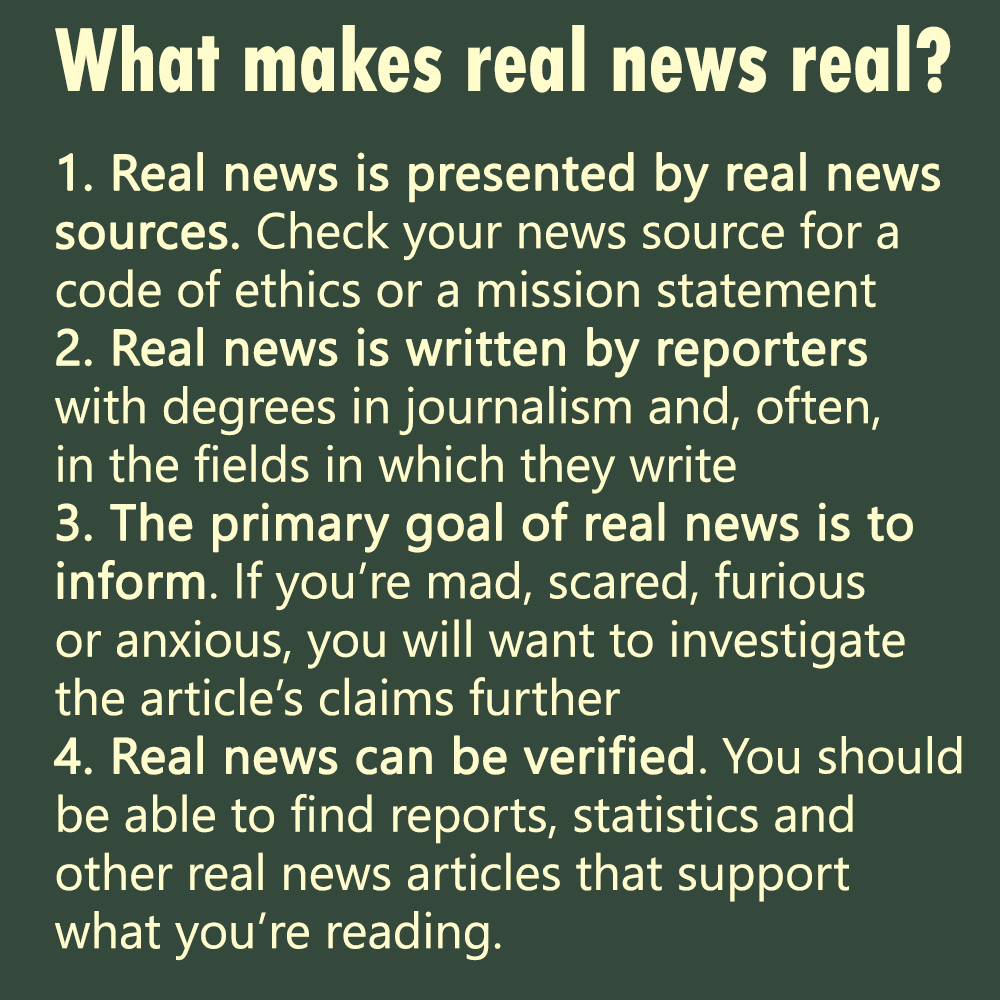 What makes real news real?
1. Real news is presented by real news
sources. Check your news source for a
code of ethics or a mission statement
2. Real news is written by reporters
with degrees in journalism and, often,
in the fields in which they write
3. The primary goal of real news is to
inform. If you’re mad, scared, furious
or anxious, you will want to investigate
the article’s claims further
4. Real news can be verified. You should
be able to find reports, statistics and
other real news articles that support
what you’re reading.